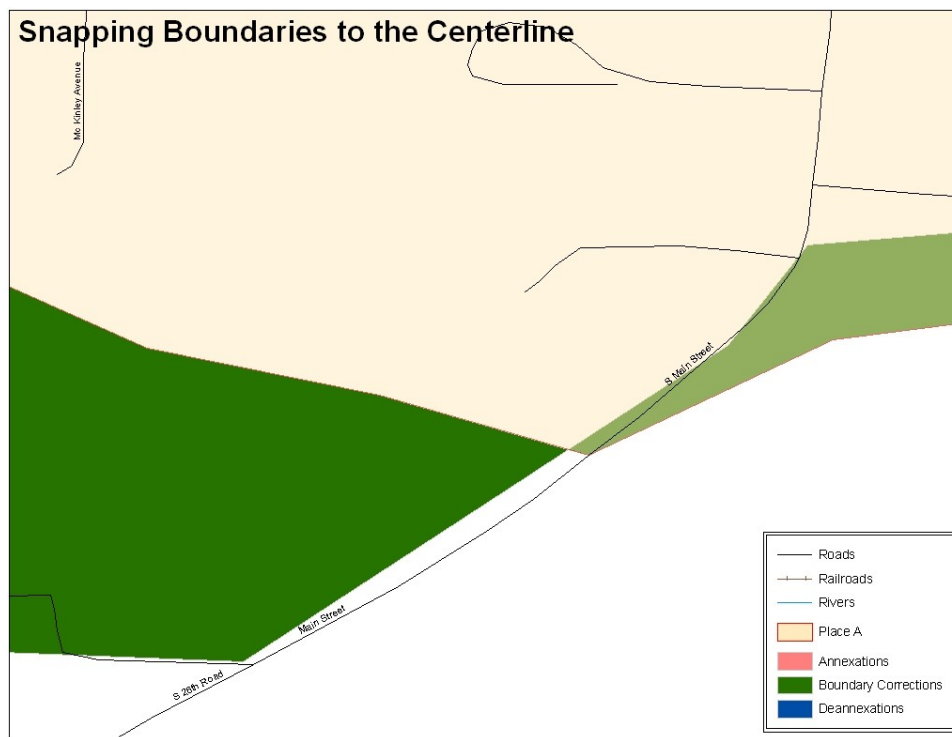 Snapping Boundaries to the Centerline
Mc Kinley Avenue
S Main Street
Main Street
S 26th Road
Roads
Railroads
Rivers
Place A
Annexations
Boundary Corrections
Deannexations